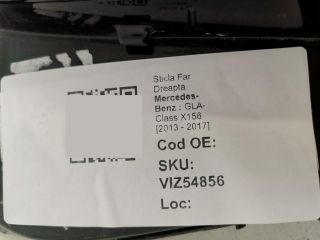 Sticla Far
Dreapta
Mercedes-
Benz : GLA-
Class X156
[2013 - 2017]
Cod OE:
SKU:
VIZ54856
Loc: